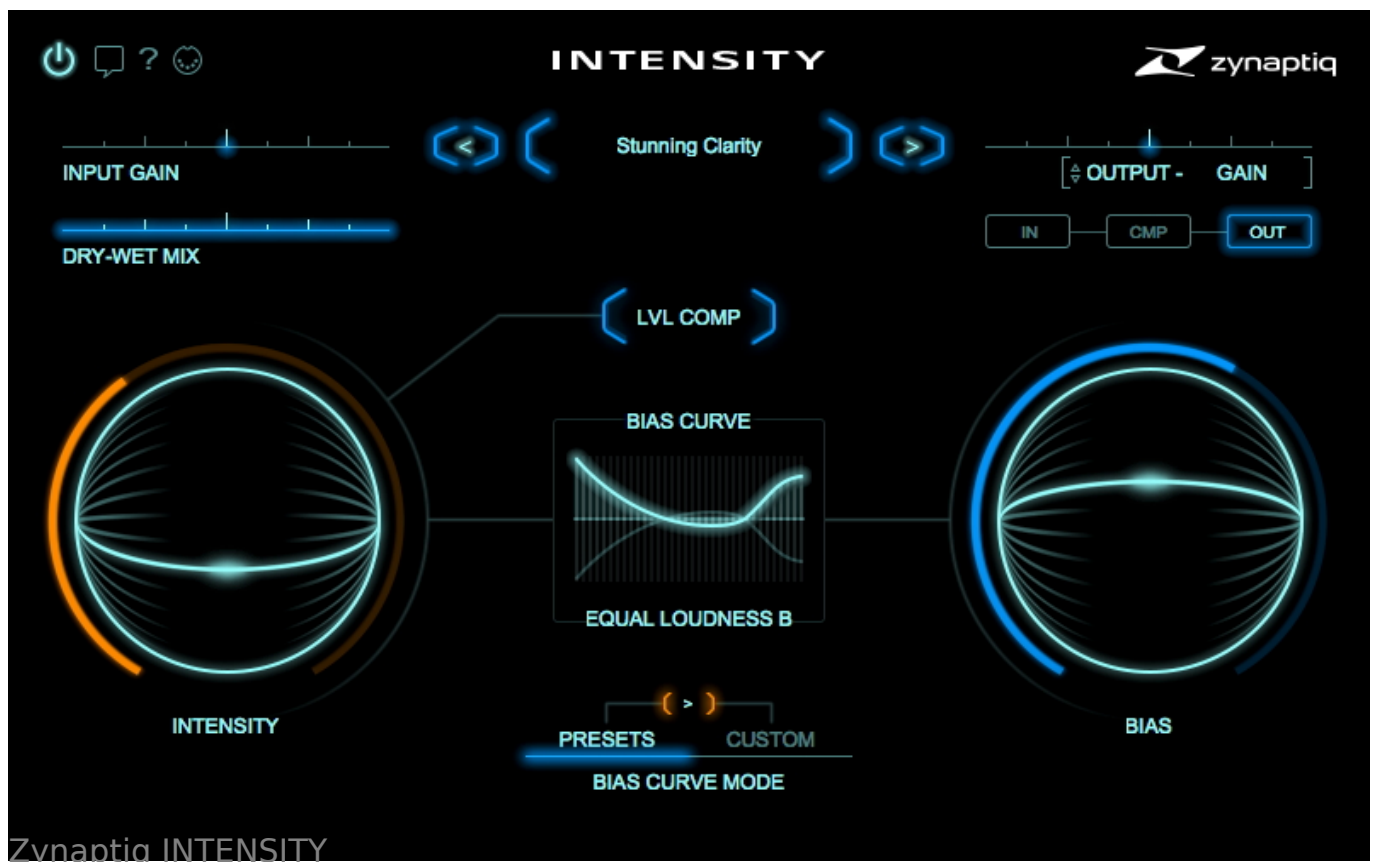 ?
INTENSITY
zynaptiq
<
Stunning Clarity
>
INPUT GAIN
OUTPUT - GAIN
DRY-WET MIX
IN CMP OUT
LVL COMP
BIAS CURVE
EQUAL LOUDNESS B
INTENSITY
BIAS
>
PRESETS CUSTOM
BIAS CURVE MODE
Zynaptiq INTENSITY